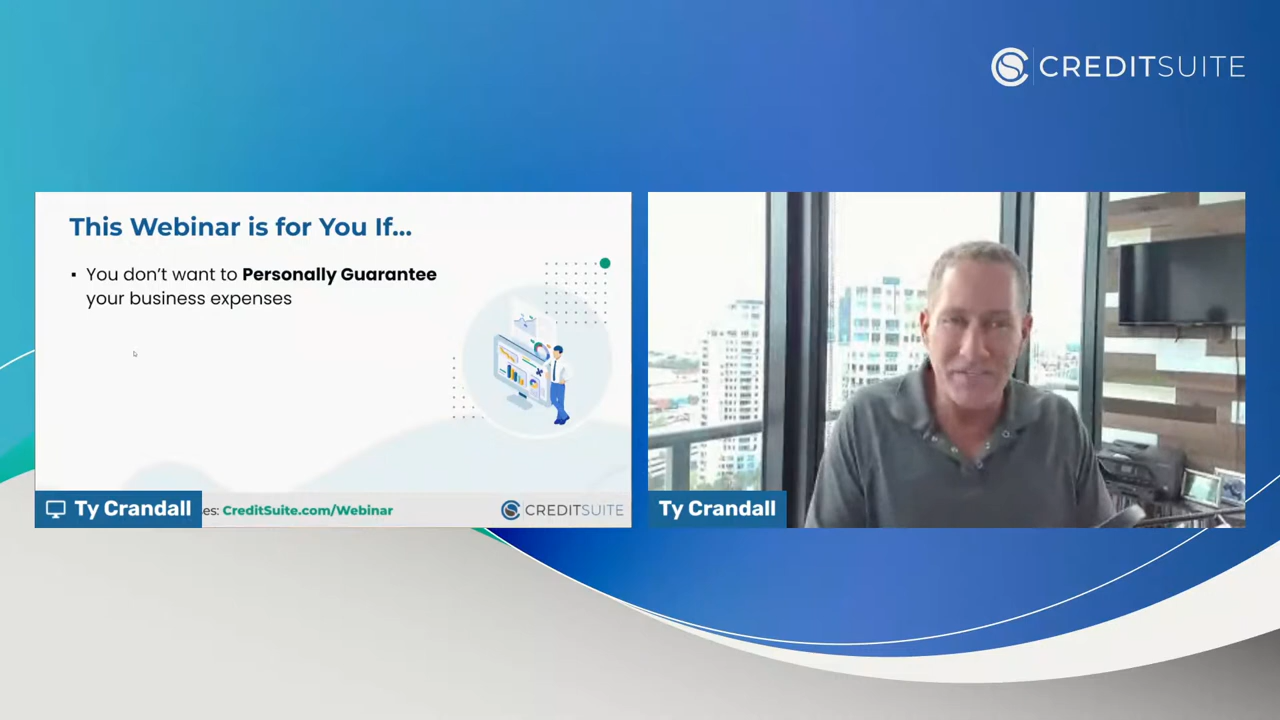 CREDITSUITE
This Webinar is for You If...
▪ You don't want to Personally Guarantee
your business expenses
Ty Crandall
es: CreditSuite.com/Webinar
CREDITSUITE
Ty Crandall